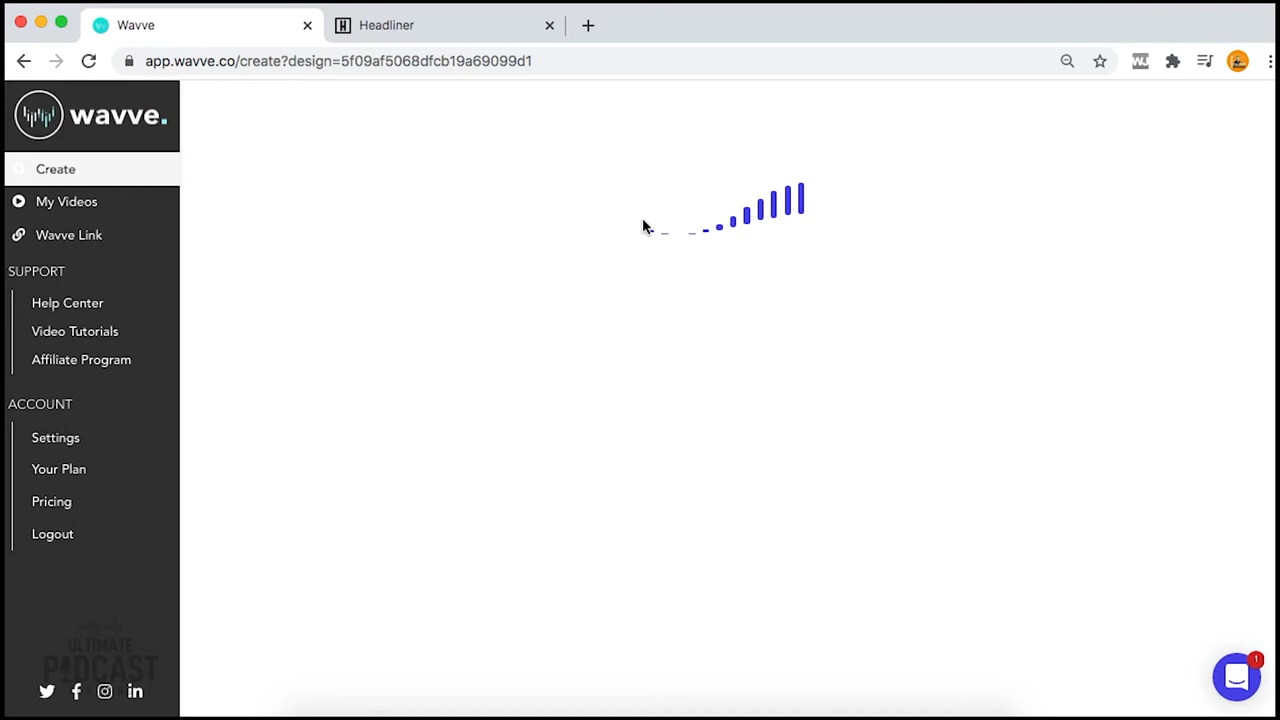 Wavve
Headliner
app.wavve.co/create?design=5f09af5068dfcb19a69099d1
wavve.
Create
My Videos
Wavve Link
SUPPORT
Help Center
Video Tutorials
Affiliate Program
ACCOUNT
Settings
Your Plan
Pricing
Logout
ULTIMATE
PODCAST
1